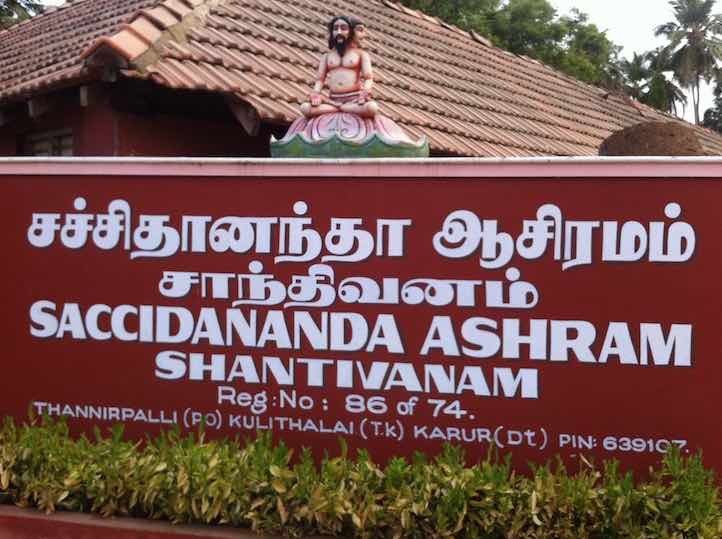 சச்சிதானந்தா ஆசிரமம்
சாந்திவனம்
SACCIDANANDA ASHRAM
SHANTIVANAM
Reg: No: 86 of 74.
THANNIRPALLI (PO) KULITHALAI (T.K) KARUR (Dt) PIN: 639107.